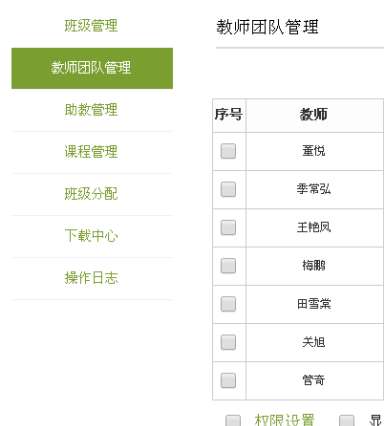 班级管理
教师团队管理
助教管理
课程管理
班级分配
下载中心
操作日志
教师团队管理
序号 教师
董悦
季常弘
王艳凤
梅鹏
田雪棠
关旭
管奇
权限设置 显